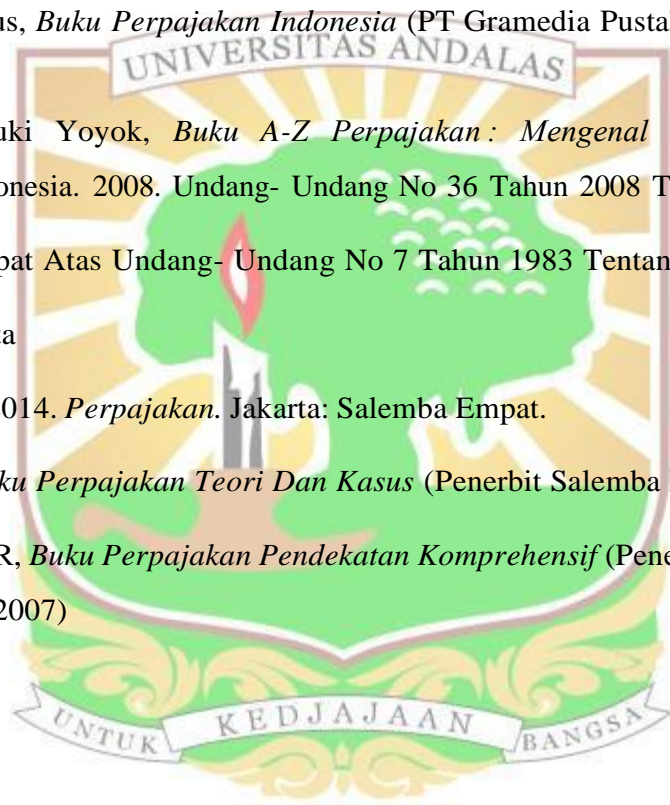 us, Buku Perpajakan Indonesia (PT Gramedia Pusta
UNIVERSITAS ANDALAS
uki Yoyok, Buku A-Z Perpajakan : Mengenal
onesia. 2008. Undang- Undang No 36 Tahun 2008 T
pat Atas Undang- Undang No 7 Tahun 1983 Tentan
ta
2014. Perpajakan. Jakarta: Salemba Empat.
ku Perpajakan Teori Dan Kasus (Penerbit Salemba
R, Buku Perpajakan Pendekatan Komprehensif (Pene
2007)
UNTUK KEDJAJAAN BANGSA